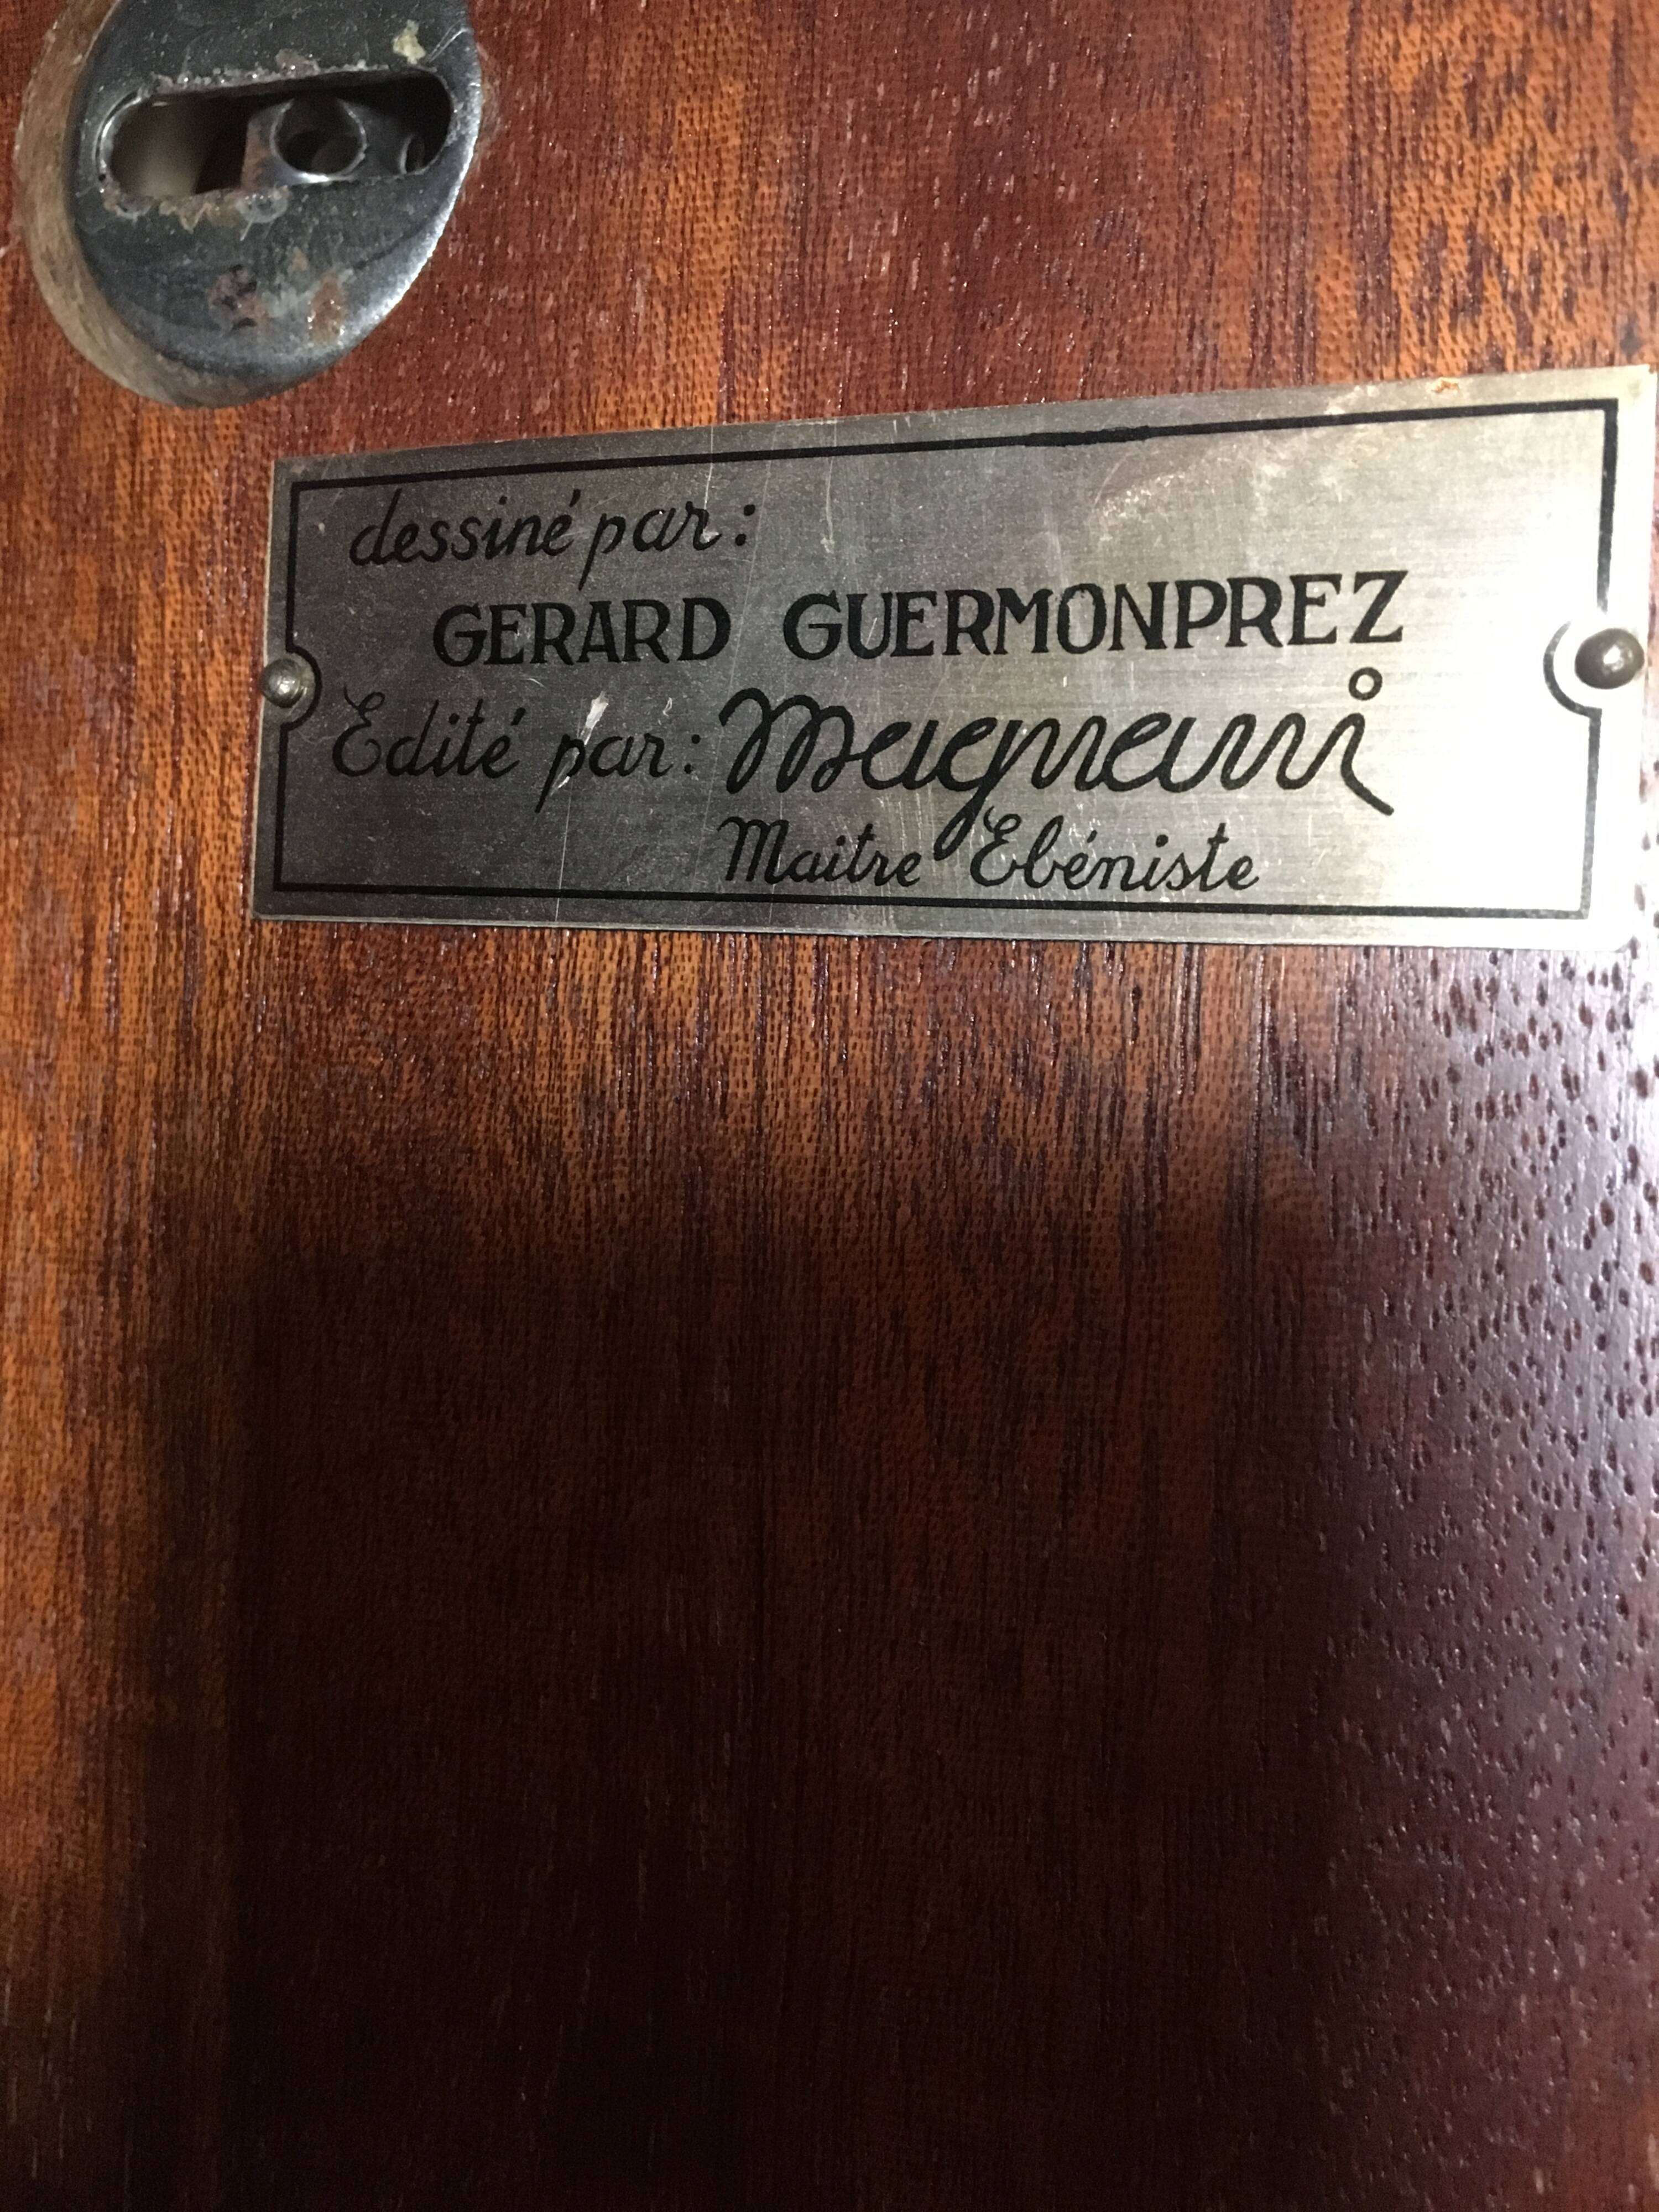 dessiné par:
GERARD GUERMONPREZ
Edité par: Magnani
Maitre Ebéniste